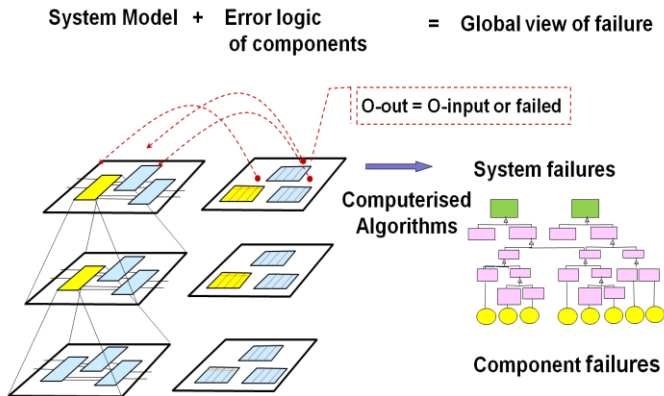 System Model + Error logic = Global view of failure
of components
O-out = O-input or failed
System failures
Computerised
Algorithms
Component failures